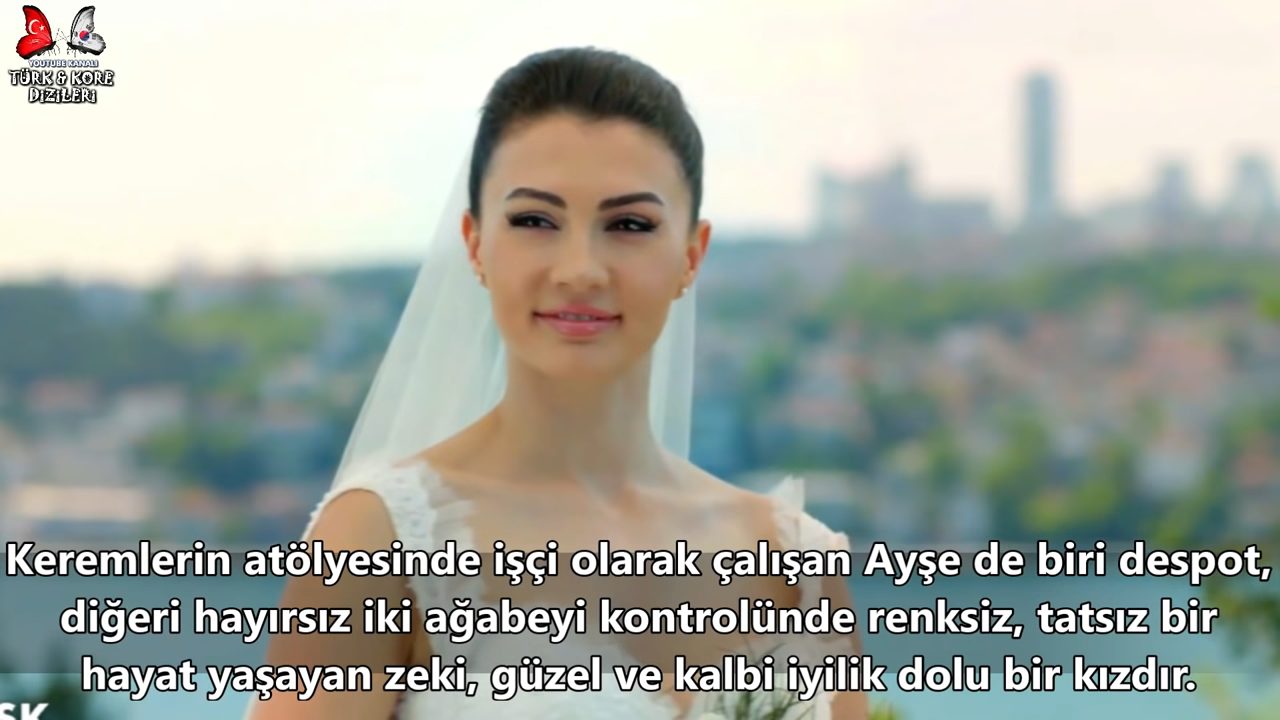 YOUTUBE KANALI
TÜRK & KORE
DİZİLERİ
Keremlerin atölyesinde işçi olarak çalışan Ayşe de biri despot,
diğeri hayırsız iki ağabeyi kontrolünde renksiz, tatsız bir
hayat yaşayan zeki, güzel ve kalbi iyilik dolu bir kızdır.
SK